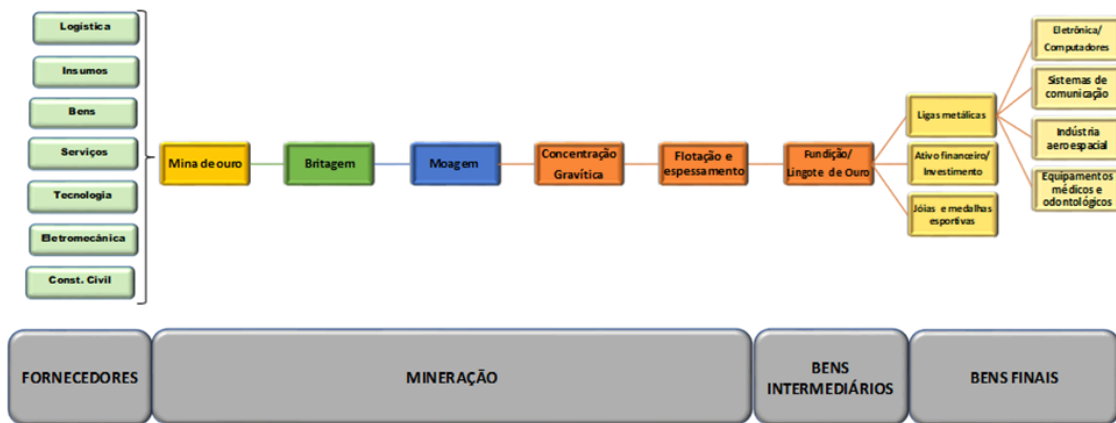 Logística
Insumos
Bens
Serviços
Tecnologia
Eletromecânica
Const. Civil
Mina de ouro
Britagem
Moagem
Concentração
Gravítica
Flotação e
espessamento
Fundição/
Lingote de Ouro
Ligas metálicas
Ativo financeiro/
Investimento
Jóias e medalhas
esportivas
Eletrônica/
Computadores
Sistemas de
comunicação
Indústria
aeroespacial
Equipamentos
médicos e
odontológicos
FORNECEDORES
MINERAÇÃO
BENS
INTERMEDIÁRIOS
BENS FINAIS